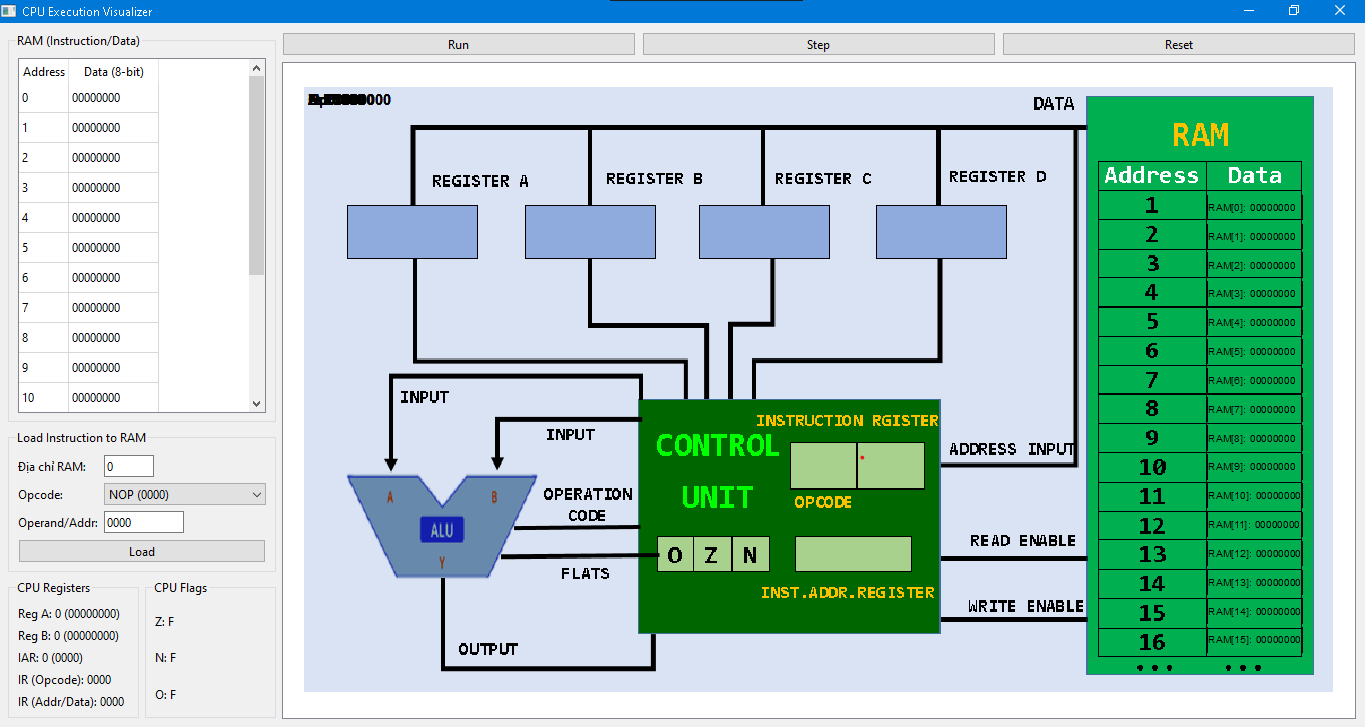 CPU Execution Visualizer
RAM (Instruction/Data)
Address Data (8-bit)
0 00000000
1 00000000
2 00000000
3 00000000
4 00000000
5 00000000
6 00000000
7 00000000
8 00000000
9 00000000
10 00000000
Load Instruction to RAM
Địa chỉ RAM: 0
Opcode: NOP (0000)
Operand/Addr: 0000
Load
CPU Registers
Reg A: 0 (00000000)
Reg B: 0 (00000000)
IAR: 0 (0000)
IR (Opcode): 0000
IR (Addr/Data): 0000
CPU Flags
Z: F
N: F
O: F
Run Step Reset
DATA
REGISTER A REGISTER B REGISTER C REGISTER D
INPUT
INPUT
A B
ALU
Y
OPERATION
CODE
FLATS
OUTPUT
INSTRUCTION RGISTER
CONTROL
UNIT
OPCODE
O Z N
INST.ADDR.REGISTER
ADDRESS INPUT
READ ENABLE
WRITE ENABLE
RAM
Address Data
1 RAM[0]: 00000000
2 RAM[1]: 00000000
3 RAM[2]: 00000000
4 RAM[3]: 00000000
5 RAM[4]: 00000000
6 RAM[5]: 00000000
7 RAM[6]: 00000000
8 RAM[7]: 00000000
9 RAM[8]: 00000000
10 RAM[9]: 00000000
11 RAM[10]: 00000000
12 RAM[11]: 00000000
13 RAM[12]: 00000000
14 RAM[13]: 00000000
15 RAM[14]: 00000000
16 RAM[15]: 00000000
... ...